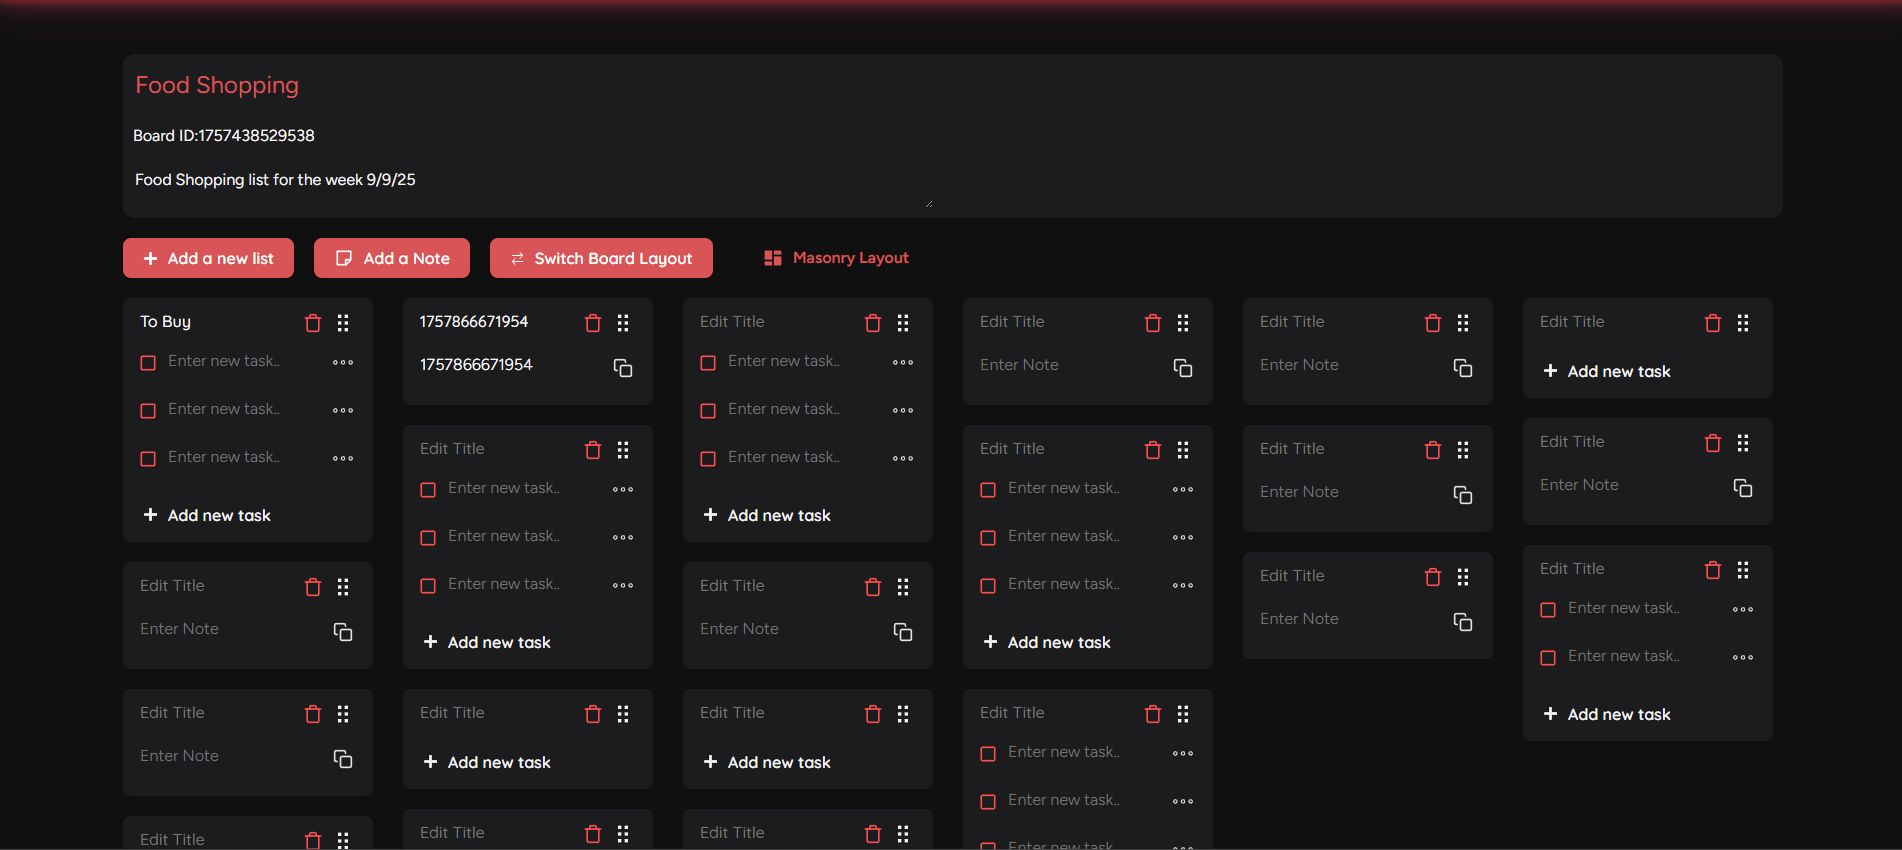 Food Shopping
Board ID:1757438529538
Food Shopping list for the week 9/9/25
Add a new list
Add a Note
Switch Board Layout
Masonry Layout
To Buy
Enter new task..
Enter new task..
Enter new task..
Add new task
Edit Title
Enter Note
Edit Title
Enter Note
Edit Title
1757866671954
1757866671954
Edit Title
Enter new task..
Enter new task..
Enter new task..
Add new task
Edit Title
Add new task
Edit Title
Edit Title
Enter new task..
Enter new task..
Enter new task..
Add new task
Edit Title
Enter Note
Edit Title
Add new task
Edit Title
Edit Title
Enter Note
Edit Title
Enter new task..
Enter new task..
Enter new task..
Add new task
Edit Title
Enter new task..
Enter new task..
Enter new task..
Edit Title
Enter Note
Edit Title
Enter Note
Edit Title
Enter Note
Edit Title
Add new task
Edit Title
Enter Note
Edit Title
Enter new task..
Enter new task..
Add new task